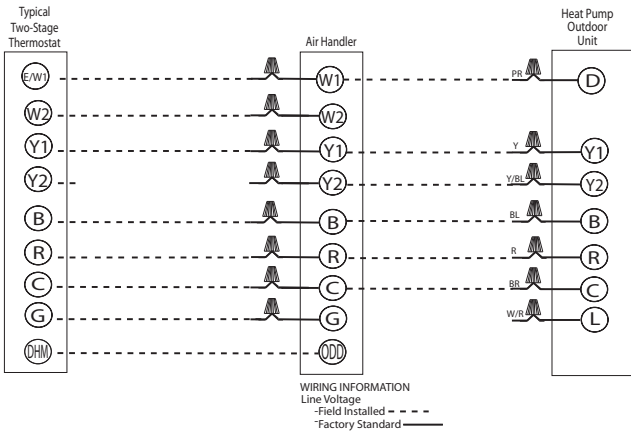 Typical
Two-Stage
Thermostat
Air Handler
Heat Pump
Outdoor
Unit
E/W1 W1 PR D
W2 W2
Y1 Y1 Y Y1
Y2 Y2 Y/BL Y2
B B BL B
R R R R
C C BR C
G G W/R L
DHM ODD
WIRING INFORMATION
Line Voltage
-Field Installed
-Factory Standard